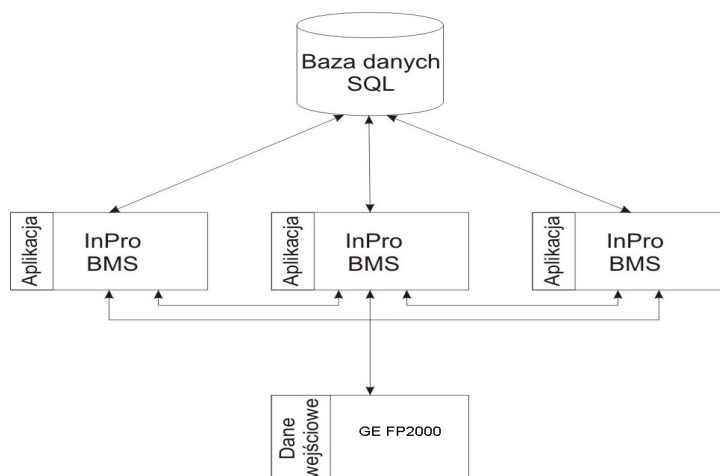 Baza danych
SQL
Aplikacja
InPro
BMS
Aplikacja
InPro
BMS
Aplikacja
InPro
BMS
Dane
wejściowe
GE FP2000